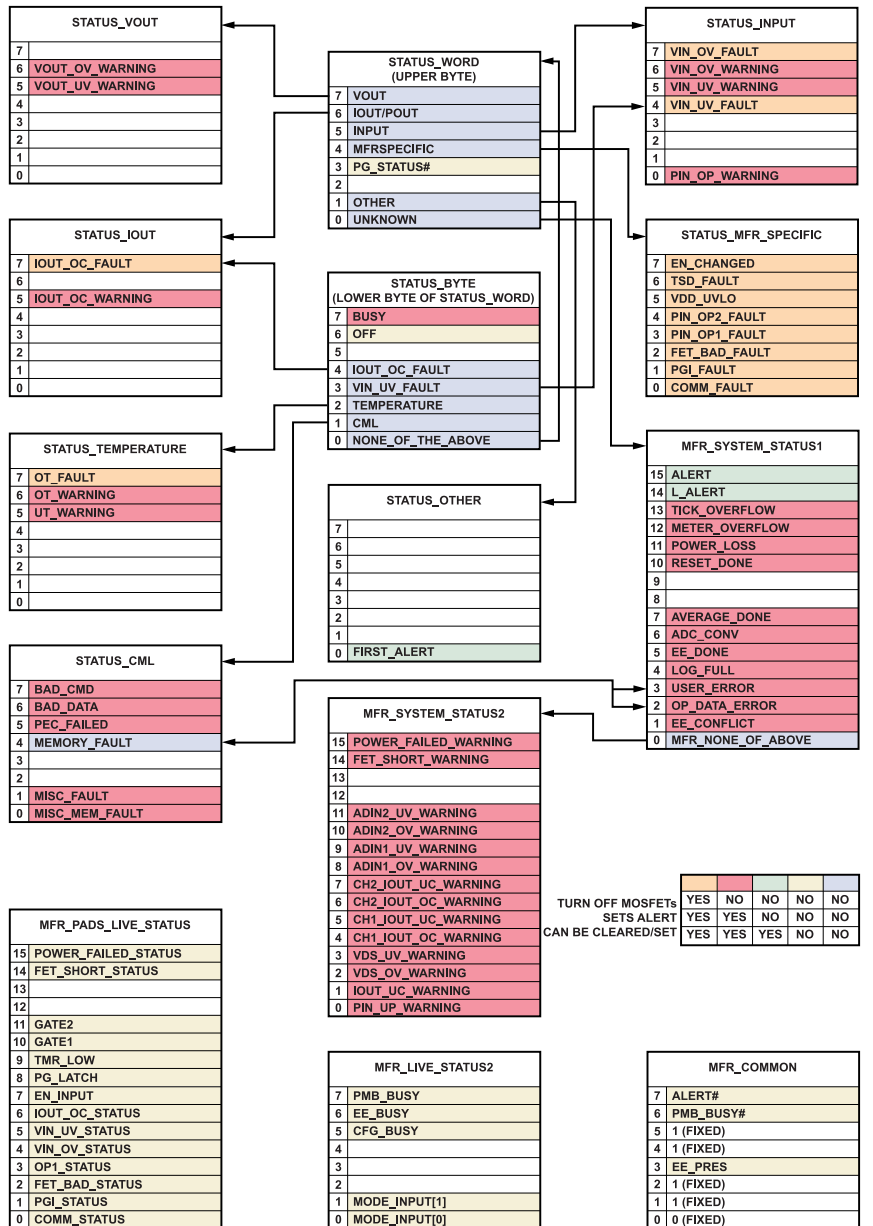 STATUS_VOUT
7
6 VOUT_OV_WARNING
5 VOUT_UV_WARNING
4
3
2
1
0
STATUS_WORD
(UPPER BYTE)
7 VOUT
6 IOUT/POUT
5 INPUT
4 MFRSPECIFIC
3 PG_STATUS#
2
1 OTHER
0 UNKNOWN
STATUS_INPUT
7 VIN_OV_FAULT
6 VIN_OV_WARNING
5 VIN_UV_WARNING
4 VIN_UV_FAULT
3
2
1
0 PIN_OP_WARNING
STATUS_IOUT
7 IOUT_OC_FAULT
6
5 IOUT_OC_WARNING
4
3
2
1
0
STATUS_BYTE
(LOWER BYTE OF STATUS_WORD)
7 BUSY
6 OFF
5
4 IOUT_OC_FAULT
3 VIN_UV_FAULT
2 TEMPERATURE
1 CML
0 NONE_OF_THE_ABOVE
STATUS_MFR_SPECIFIC
7 EN_CHANGED
6 TSD_FAULT
5 VDD_UVLO
4 PIN_OP2_FAULT
3 PIN_OP1_FAULT
2 FET_BAD_FAULT
1 PGI_FAULT
0 COMM_FAULT
STATUS_TEMPERATURE
7 OT_FAULT
6 OT_WARNING
5 UT_WARNING
4
3
2
1
0
STATUS_OTHER
7
6
5
4
3
2
1
0 FIRST_ALERT
MFR_SYSTEM_STATUS1
15 ALERT
14 L_ALERT
13 TICK_OVERFLOW
12 METER_OVERFLOW
11 POWER_LOSS
10 RESET_DONE
9
8
7 AVERAGE_DONE
6 ADC_CONV
5 EE_DONE
4 LOG_FULL
3 USER_ERROR
2 OP_DATA_ERROR
1 EE_CONFLICT
0 MFR_NONE_OF_ABOVE
STATUS_CML
7 BAD_CMD
6 BAD_DATA
5 PEC_FAILED
4 MEMORY_FAULT
3
2
1 MISC_FAULT
0 MISC_MEM_FAULT
MFR_SYSTEM_STATUS2
15 POWER_FAILED_WARNING
14 FET_SHORT_WARNING
13
12
11 ADIN2_UV_WARNING
10 ADIN2_OV_WARNING
9 ADIN1_UV_WARNING
8 ADIN1_OV_WARNING
7 CH2_IOUT_UC_WARNING
6 CH2_IOUT_OC_WARNING
5 CH1_IOUT_UC_WARNING
4 CH1_IOUT_OC_WARNING
3 VDS_UV_WARNING
2 VDS_OV_WARNING
1 IOUT_UC_WARNING
0 PIN_UP_WARNING
TURN OFF MOSFETs YES NO NO NO NO
SETS ALERT YES YES NO NO NO
CAN BE CLEARED/SET YES YES YES NO NO
MFR_PADS_LIVE_STATUS
15 POWER_FAILED_STATUS
14 FET_SHORT_STATUS
13
12
11 GATE2
10 GATE1
9 TMR_LOW
8 PG_LATCH
7 EN_INPUT
6 IOUT_OC_STATUS
5 VIN_UV_STATUS
4 VIN_OV_STATUS
3 OP1_STATUS
2 FET_BAD_STATUS
1 PGI_STATUS
0 COMM_STATUS
MFR_LIVE_STATUS2
7 PMB_BUSY
6 EE_BUSY
5 CFG_BUSY
4
3
2
1 MODE_INPUT[1]
0 MODE_INPUT[0]
MFR_COMMON
7 ALERT#
6 PMB_BUSY#
5 1 (FIXED)
4 1 (FIXED)
3 EE_PRES
2 1 (FIXED)
1 1 (FIXED)
0 0 (FIXED)